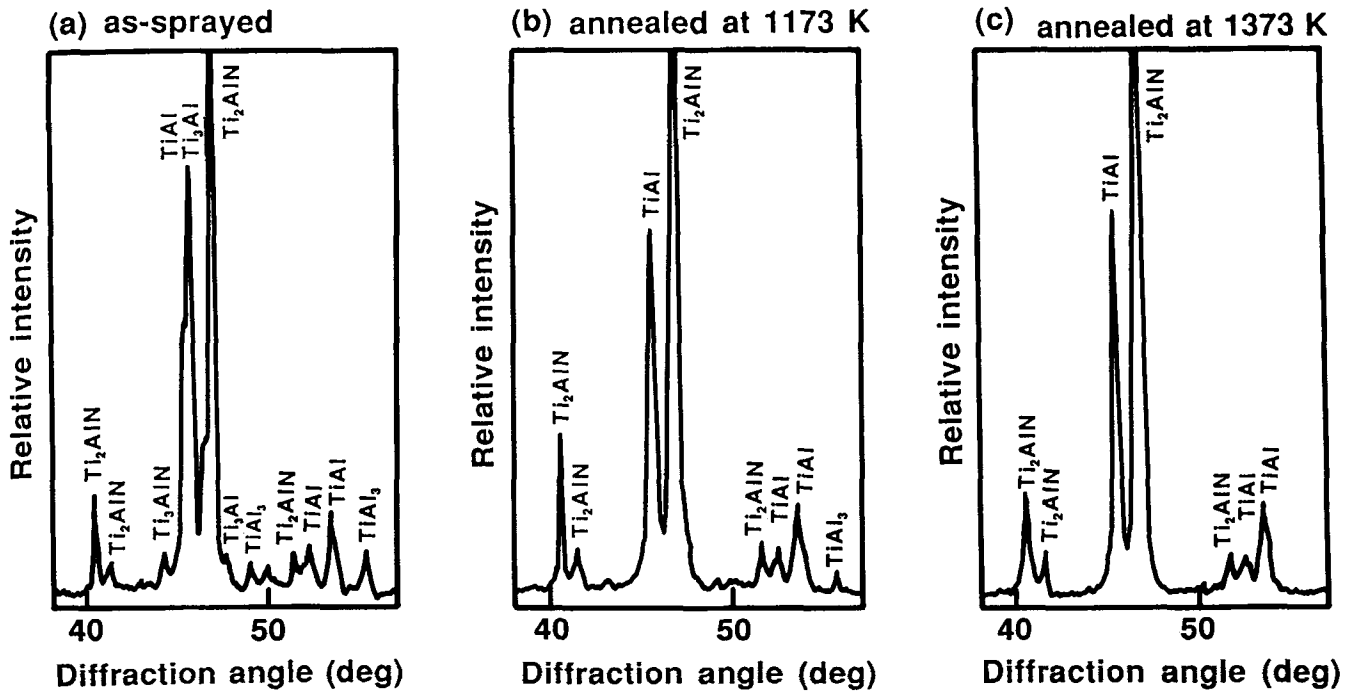 (a) as-sprayed
Relative intensity
Ti₂AlN
Ti₂AlN
Ti₃AlN
TiAl
Ti₃Al
Ti₂AlN
Ti₃Al
TiAl₃
Ti₂AlN
TiAl
TiAl
TiAl₃
40
50
Diffraction angle (deg)
(b) annealed at 1173 K
Relative intensity
Ti₂AlN
Ti₂AlN
TiAl
Ti₂AlN
Ti₂AlN
TiAl
TiAl
TiAl₃
40
50
Diffraction angle (deg)
(c) annealed at 1373 K
Relative intensity
Ti₂AlN
Ti₂AlN
TiAl
Ti₂AlN
Ti₂AlN
TiAl
TiAl
40
50
Diffraction angle (deg)